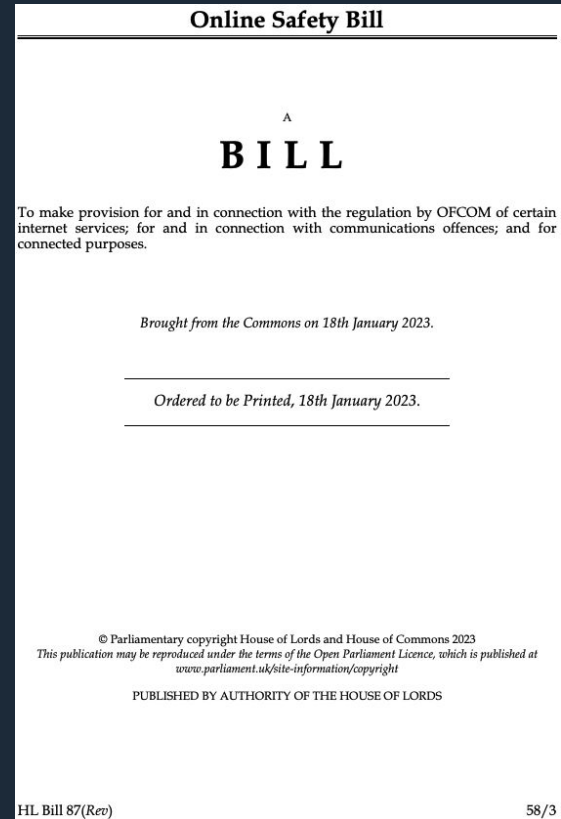 Online Safety Bill
A
BILL
To make provision for and in connection with the regulation by OFCOM of certain
internet services; for and in connection with communications offences; and for
connected purposes.
Brought from the Commons on 18th January 2023.
Ordered to be Printed, 18th January 2023.
© Parliamentary copyright House of Lords and House of Commons 2023
This publication may be reproduced under the terms of the Open Parliament Licence, which is published at
www.parliament.uk/site-information/copyright
PUBLISHED BY AUTHORITY OF THE HOUSE OF LORDS
HL Bill 87(Rev) 58/3